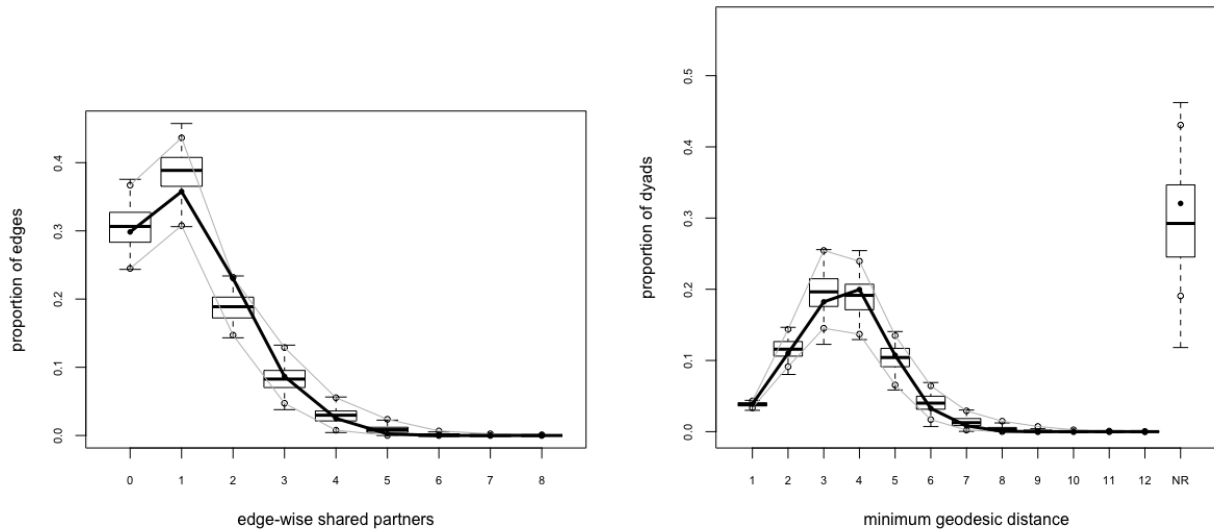 proportion of edges
0.4
0.3
0.2
0.1
0.0
0 1 2 3 4 5 6 7 8
edge-wise shared partners
proportion of dyads
0.5
0.4
0.3
0.2
0.1
0.0
1 2 3 4 5 6 7 8 9 10 11 12 NR
minimum geodesic distance